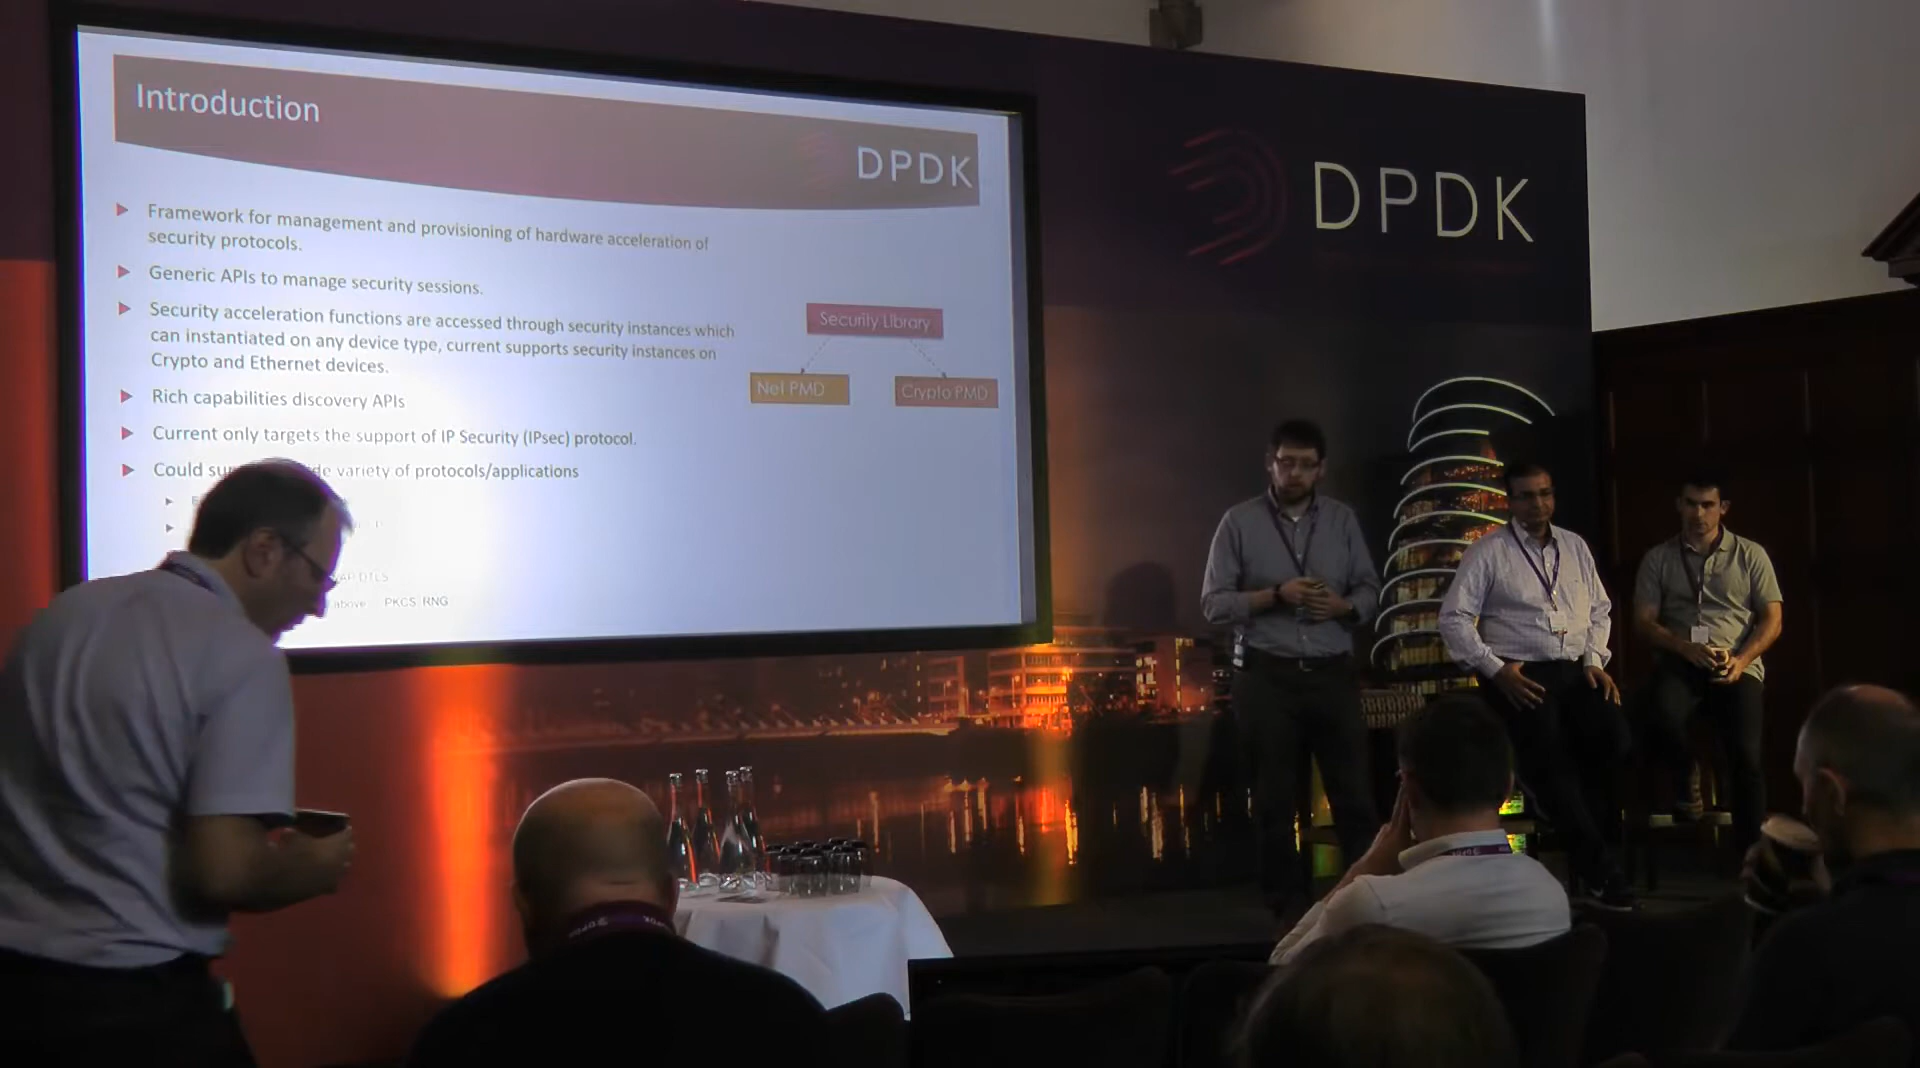 Introduction
DPDK
Framework for management and provisioning of hardware acceleration of
security protocols.
Generic APIs to manage security sessions.
Security acceleration functions are accessed through security instances which
can instantiated on any device type, current supports security instances on
Crypto and Ethernet devices.
Rich capabilities discovery APIs
Current only targets the support of IP Security (IPsec) protocol.
Could variety of protocols/applications
DTLS
above PKCS RNG
Security Library
Net PMD
Crypto PMD
DPDK